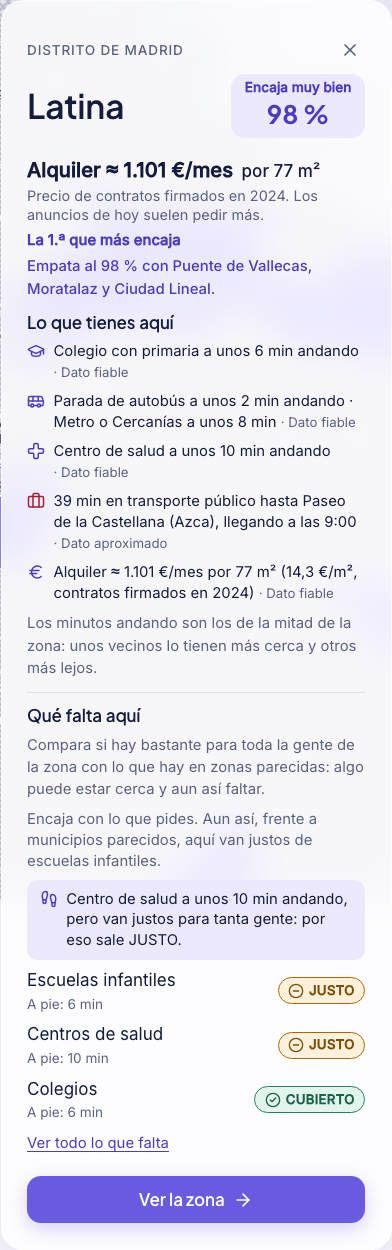 DISTRITO DE MADRID
Latina
Encaja muy bien
98 %
Alquiler ≈ 1.101 €/mes por 77 m²
Precio de contratos firmados en 2024. Los
anuncios de hoy suelen pedir más.
La 1.ª que más encaja
Empata al 98 % con Puente de Vallecas,
Moratalaz y Ciudad Lineal.
Lo que tienes aquí
Colegio con primaria a unos 6 min andando
· Dato fiable
Parada de autobús a unos 2 min andando ·
Metro o Cercanías a unos 8 min · Dato fiable
Centro de salud a unos 10 min andando
· Dato fiable
39 min en transporte público hasta Paseo
de la Castellana (Azca), llegando a las 9:00
· Dato aproximado
Alquiler ≈ 1.101 €/mes por 77 m² (14,3 €/m²,
contratos firmados en 2024) · Dato fiable
Los minutos andando son los de la mitad de la
zona: unos vecinos lo tienen más cerca y otros
más lejos.
Qué falta aquí
Compara si hay bastante para toda la gente de
la zona con lo que hay en zonas parecidas: algo
puede estar cerca y aun así faltar.
Encaja con lo que pides. Aun así, frente a
municipios parecidos, aquí van justos de
escuelas infantiles.
Centro de salud a unos 10 min andando,
pero van justos para tanta gente: por
eso sale JUSTO.
Escuelas infantiles
A pie: 6 min
JUSTO
Centros de salud
A pie: 10 min
JUSTO
Colegios
A pie: 6 min
CUBIERTO
Ver todo lo que falta
Ver la zona